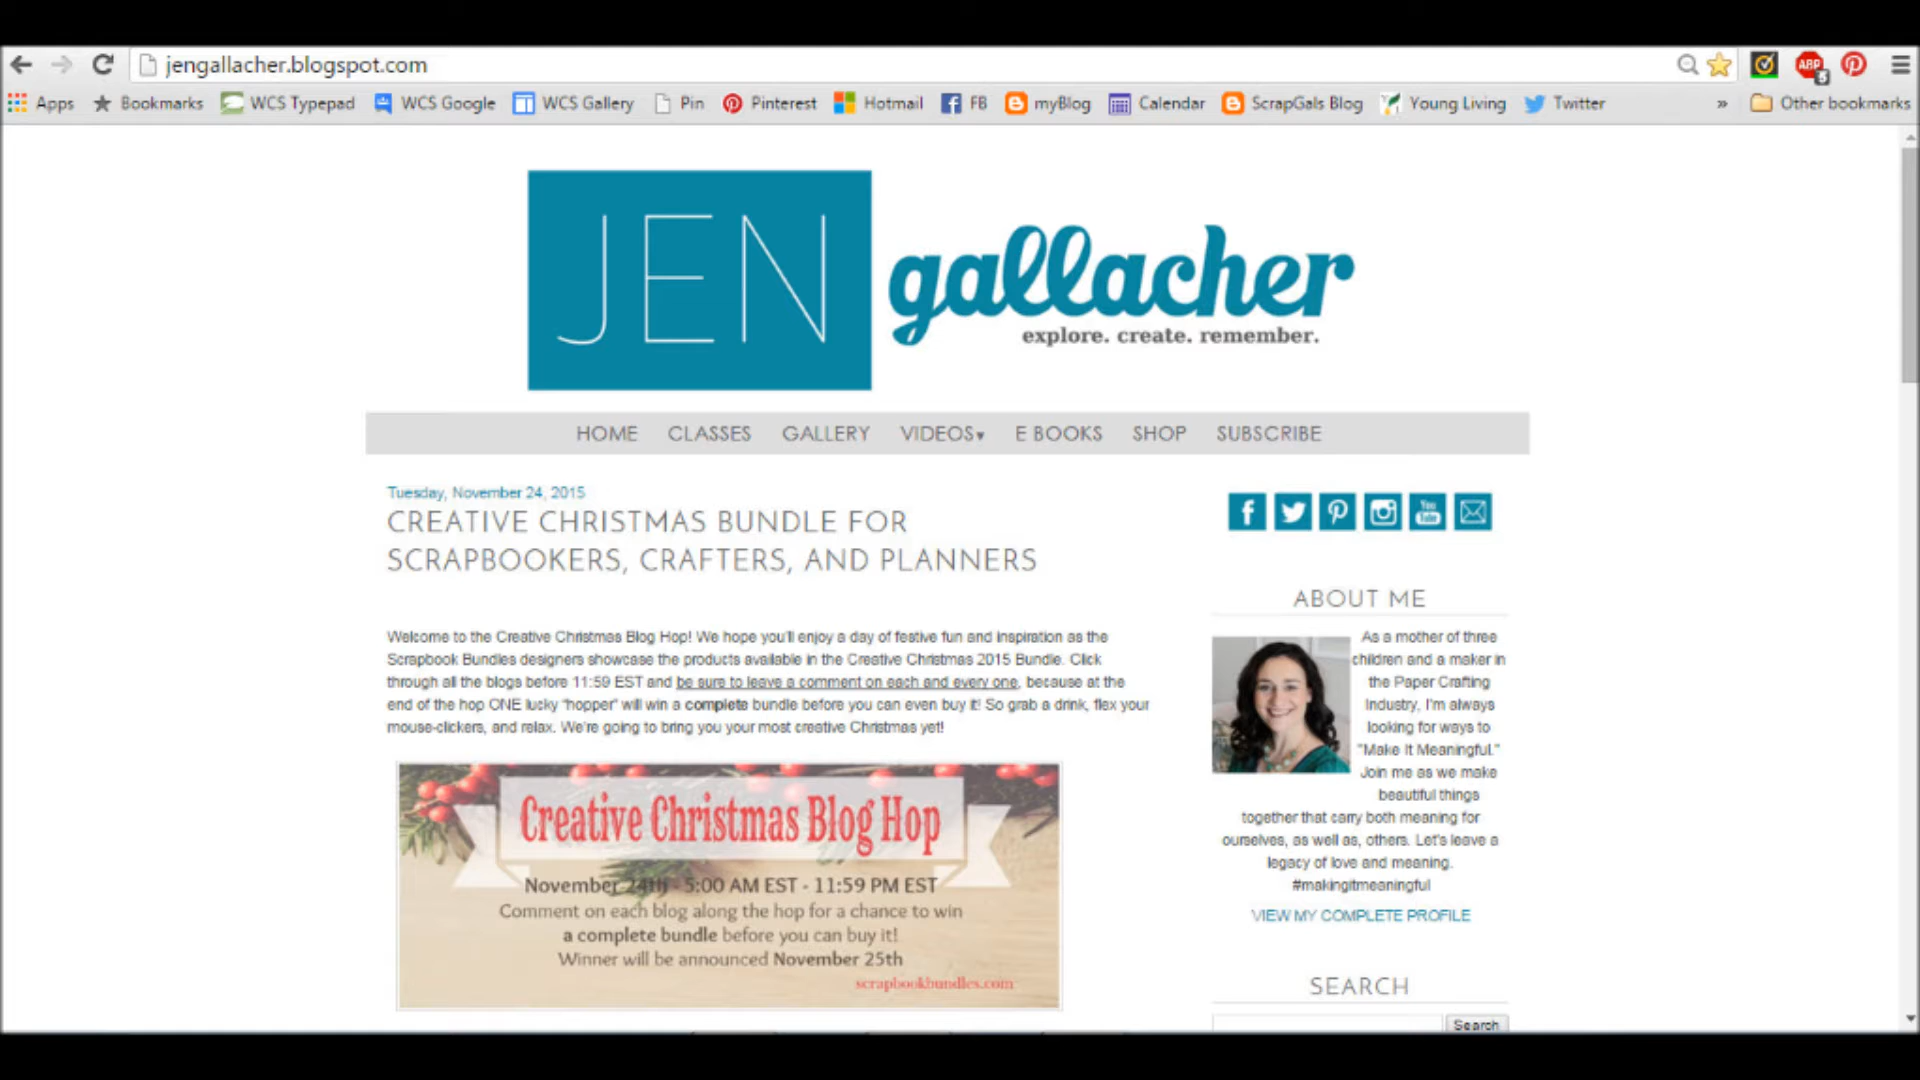 jengallacher.blogspot.com
ABP
5
Apps Bookmarks WCS Typepad WCS Google WCS Gallery Pin Pinterest Hotmail FB myBlog Calendar ScrapGals Blog Young Living Twitter » Other bookmarks
JEN
gallacher
explore. create. remember.
HOME CLASSES GALLERY VIDEOS▾ E BOOKS SHOP SUBSCRIBE
Tuesday, November 24, 2015
CREATIVE CHRISTMAS BUNDLE FOR
SCRAPBOOKERS, CRAFTERS, AND PLANNERS
Welcome to the Creative Christmas Blog Hop! We hope you'll enjoy a day of festive fun and inspiration as the
Scrapbook Bundles designers showcase the products available in the Creative Christmas 2015 Bundle. Click
through all the blogs before 11:59 EST and be sure to leave a comment on each and every one, because at the
end of the hop ONE lucky "hopper" will win a complete bundle before you can even buy it! So grab a drink, flex your
mouse-clickers, and relax. We're going to bring you your most creative Christmas yet!
Creative Christmas Blog Hop
November 24th - 5:00 AM EST - 11:59 PM EST
Comment on each blog along the hop for a chance to win
a complete bundle before you can buy it!
Winner will be announced November 25th
scrapbookbundles.com
You
Tube
ABOUT ME
As a mother of three
children and a maker in
the Paper Crafting
Industry, I'm always
looking for ways to
"Make It Meaningful."
Join me as we make
beautiful things
together that carry both meaning for
ourselves, as well as, others. Let's leave a
legacy of love and meaning.
#makingitmeaningful
VIEW MY COMPLETE PROFILE
SEARCH
Search